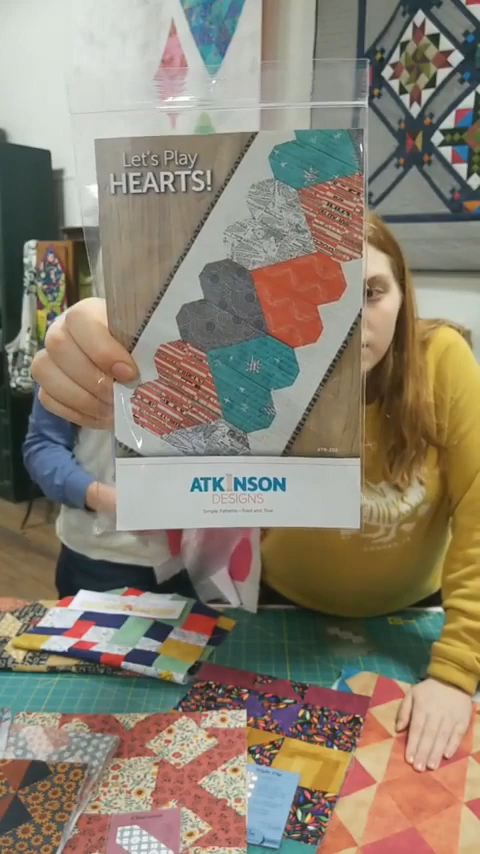 Let's Play
HEARTS!
ATKINSON
DESIGNS
Simple Patterns—Tried and True